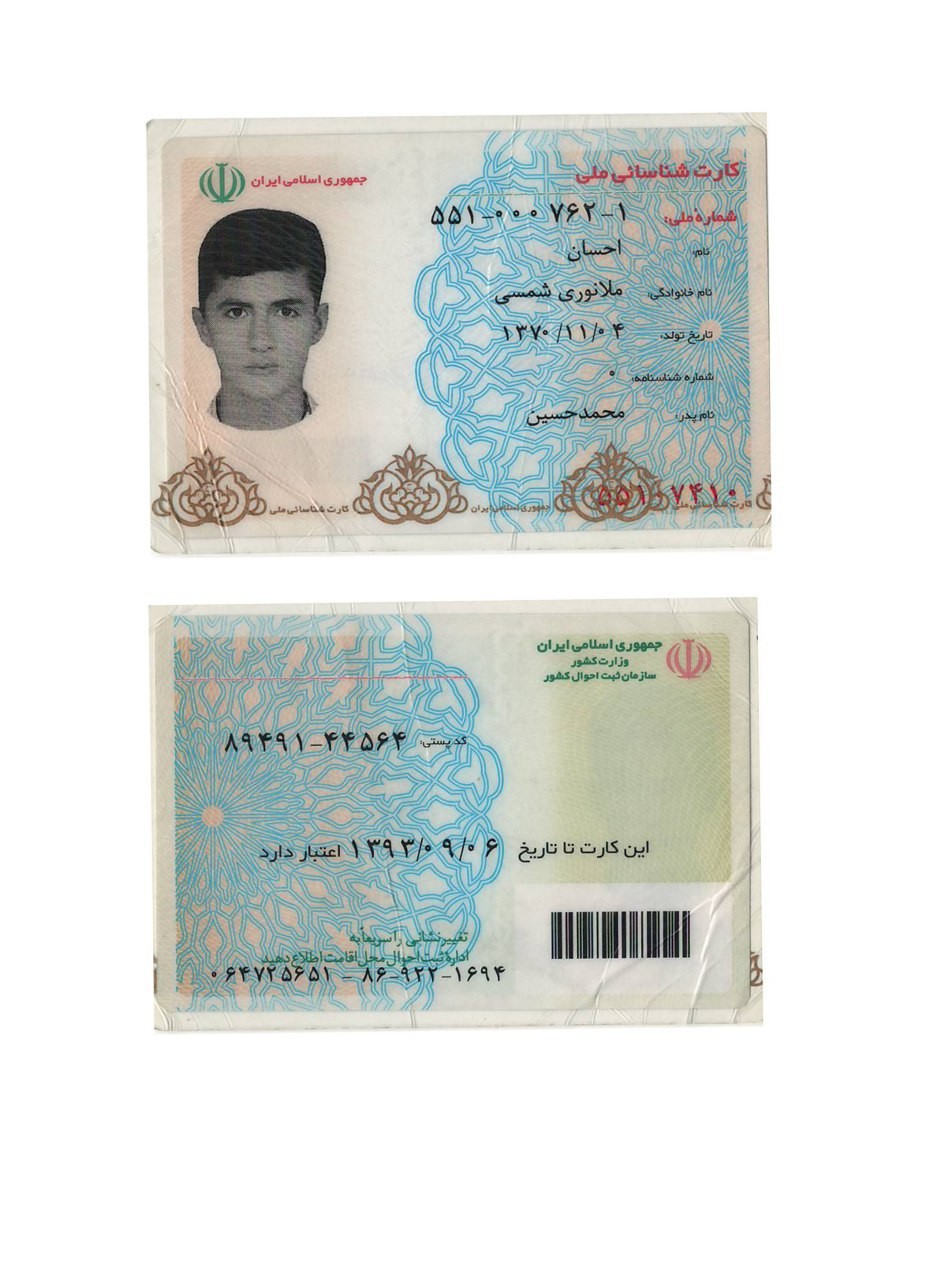 کارت شناسائی ملی
جمهوری اسلامی ایران
شماره ملی: ۵۵۱-۰۰۰۷۶۲-۱
نام: احسان
نام خانوادگی: ملانوری شمسی
تاریخ تولد: ۱۳۷۰/۱۱/۰۴
شماره شناسنامه: ۰
نام پدر: محمدحسین
۵۵۱ ۷۴۱۰
کارت شناسائی ملی جمهوری اسلامی ایران کارت شناسائی ملی
جمهوری اسلامی ایران
وزارت کشور
سازمان ثبت احوال کشور
کد پستی: ۸۹۴۹۱-۴۴۵۶۴
این کارت تا تاریخ ۱۳۹۳/۰۹/۰۶ اعتبار دارد
تغییر نشانی را سریعاً به
اداره ثبت احوال محل اقامت اطلاع دهید
۰۶۴۷۲۵۶۵۱ - ۸۶-۹۲۲-۱۶۹۴